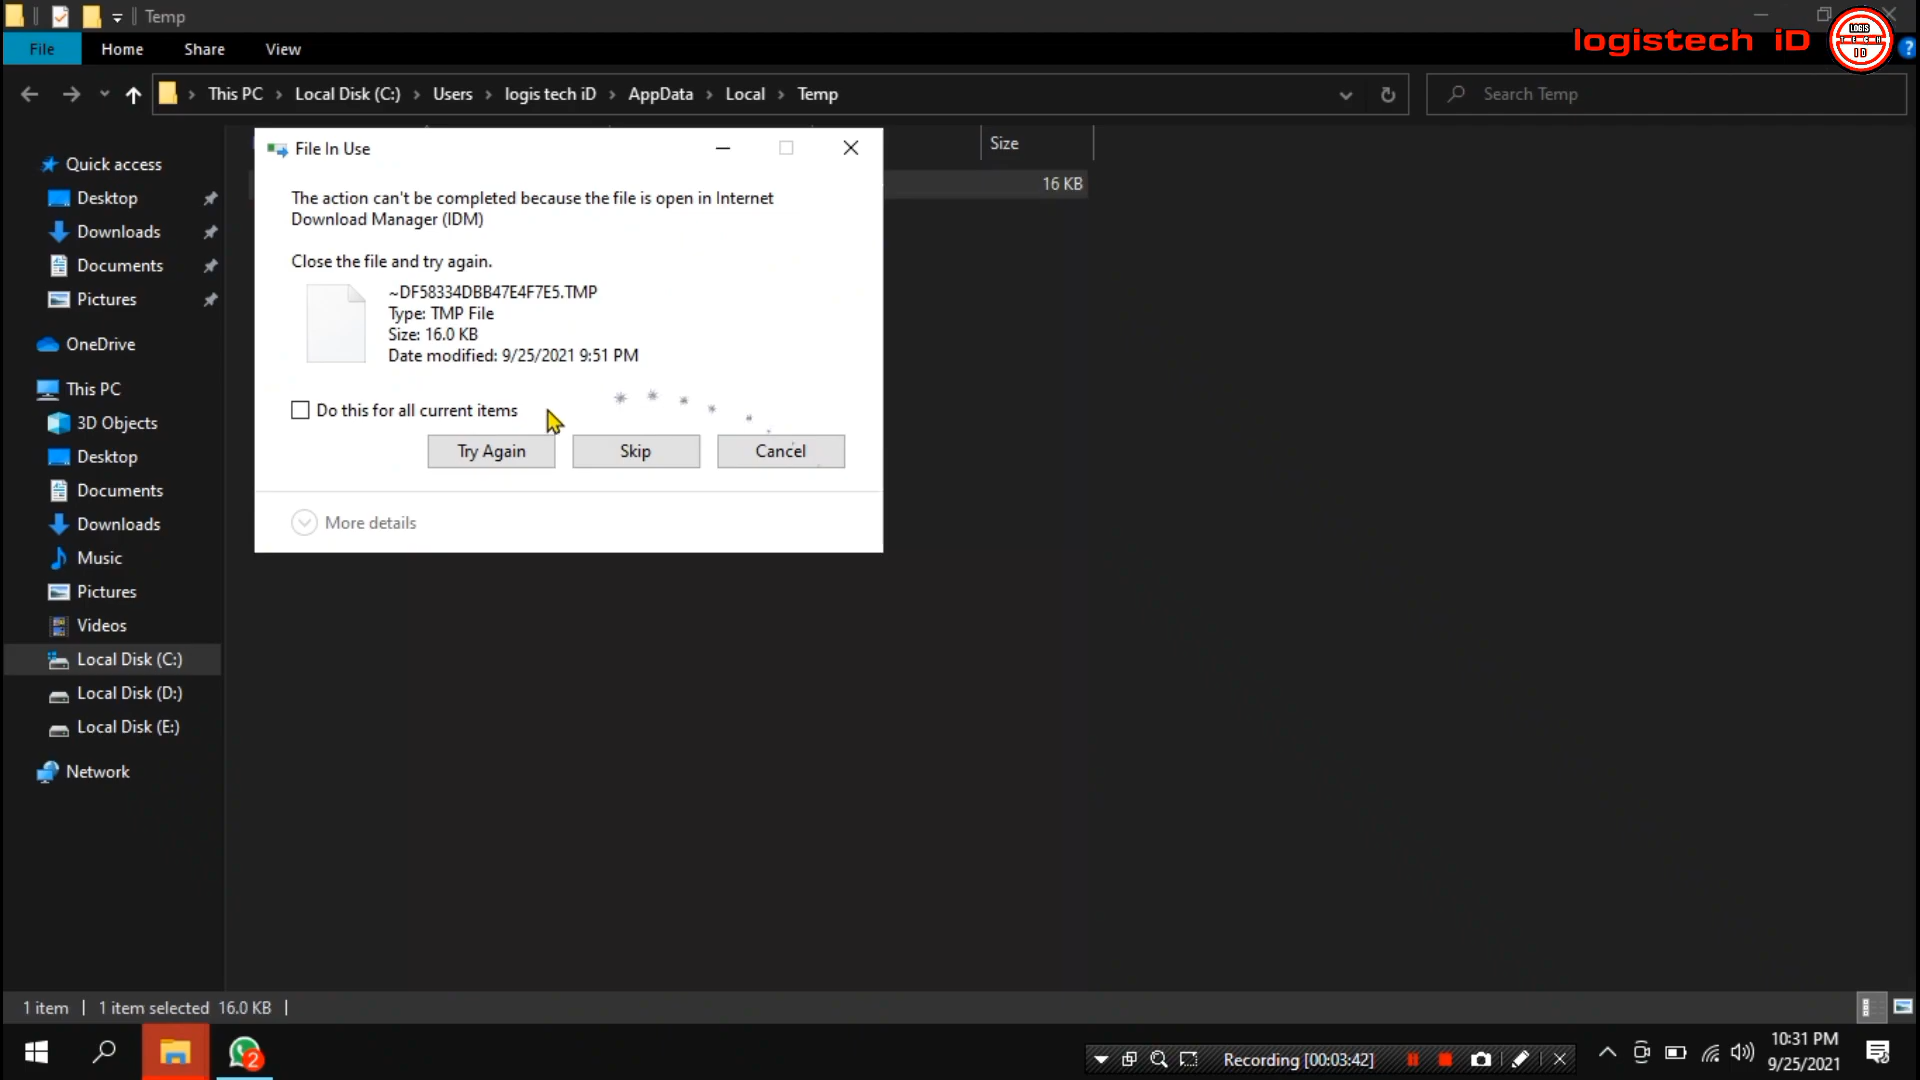 Temp
logistech iD
LOGIS
TECH
ID
File
Home
Share
View
?
This PC
Local Disk (C:)
Users
logis tech iD
AppData
Local
Temp
Search Temp
Size
16 KB
Quick access
Desktop
Downloads
Documents
Pictures
OneDrive
This PC
3D Objects
Desktop
Documents
Downloads
Music
Pictures
Videos
Local Disk (C:)
Local Disk (D:)
Local Disk (E:)
Network
File In Use
The action can't be completed because the file is open in Internet
Download Manager (IDM)
Close the file and try again.
~DF58334DBB47E4F7E5.TMP
Type: TMP File
Size: 16.0 KB
Date modified: 9/25/2021 9:51 PM
Do this for all current items
Try Again
Skip
Cancel
More details
1 item
1 item selected 16.0 KB
2
Recording [00:03:42]
10:31 PM
9/25/2021